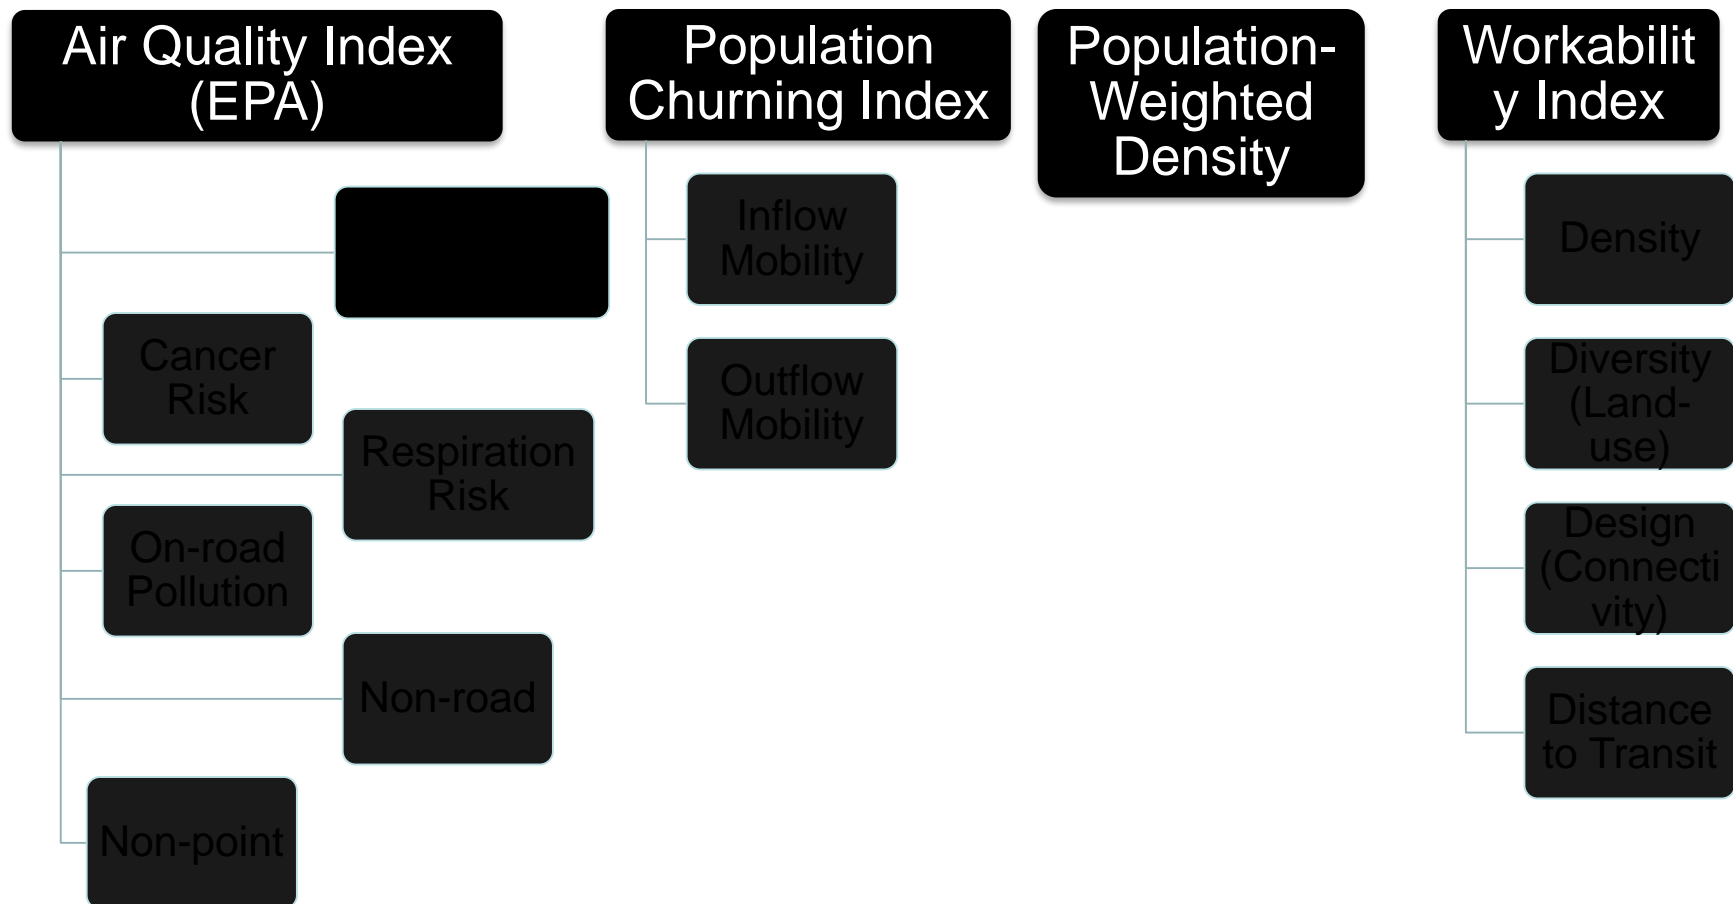 Air Quality Index
(EPA)
Cancer
Risk
Respiration
Risk
On-road
Pollution
Non-road
Non-point
Population
Churning Index
Inflow
Mobility
Outflow
Mobility
Population-
Weighted
Density
Workabilit
y Index
Density
Diversity
(Land-
use)
Design
(Connecti
vity)
Distance
to Transit